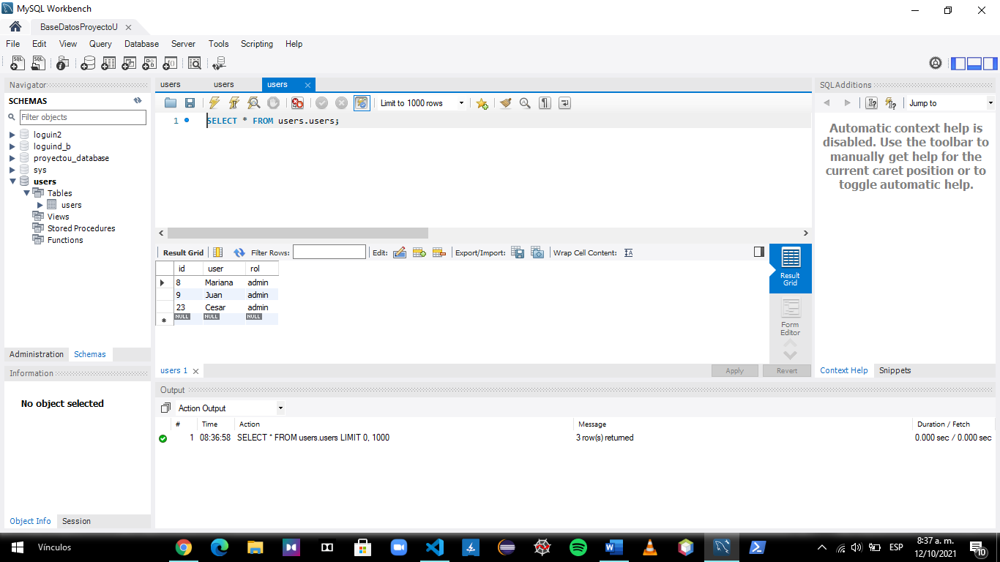 MySQL Workbench
BaseDatosProyectoU
File Edit View Query Database Server Tools Scripting Help
Navigator
SCHEMAS
Filter objects
loguin2
loguind_b
proyectou_database
sys
users
Tables
users
Views
Stored Procedures
Functions
Administration Schemas
Information
No object selected
Object Info Session
users users users
Limit to 1000 rows
1 SELECT * FROM users.users;
Result Grid Filter Rows: Edit: Export/Import: Wrap Cell Content:
id user rol
8 Mariana admin
9 Juan admin
23 Cesar admin
NULL NULL NULL
Result
Grid
Form
Editor
users 1
Apply Revert
SQLAdditions
Jump to
Automatic context help is
disabled. Use the toolbar to
manually get help for the
current caret position or to
toggle automatic help.
Context Help Snippets
Output
Action Output
# Time Action Message Duration / Fetch
1 08:36:58 SELECT * FROM users.users LIMIT 0, 1000 3 row(s) returned 0.000 sec / 0.000 sec
Vínculos
ESP
8:37 a. m.
12/10/2021
10